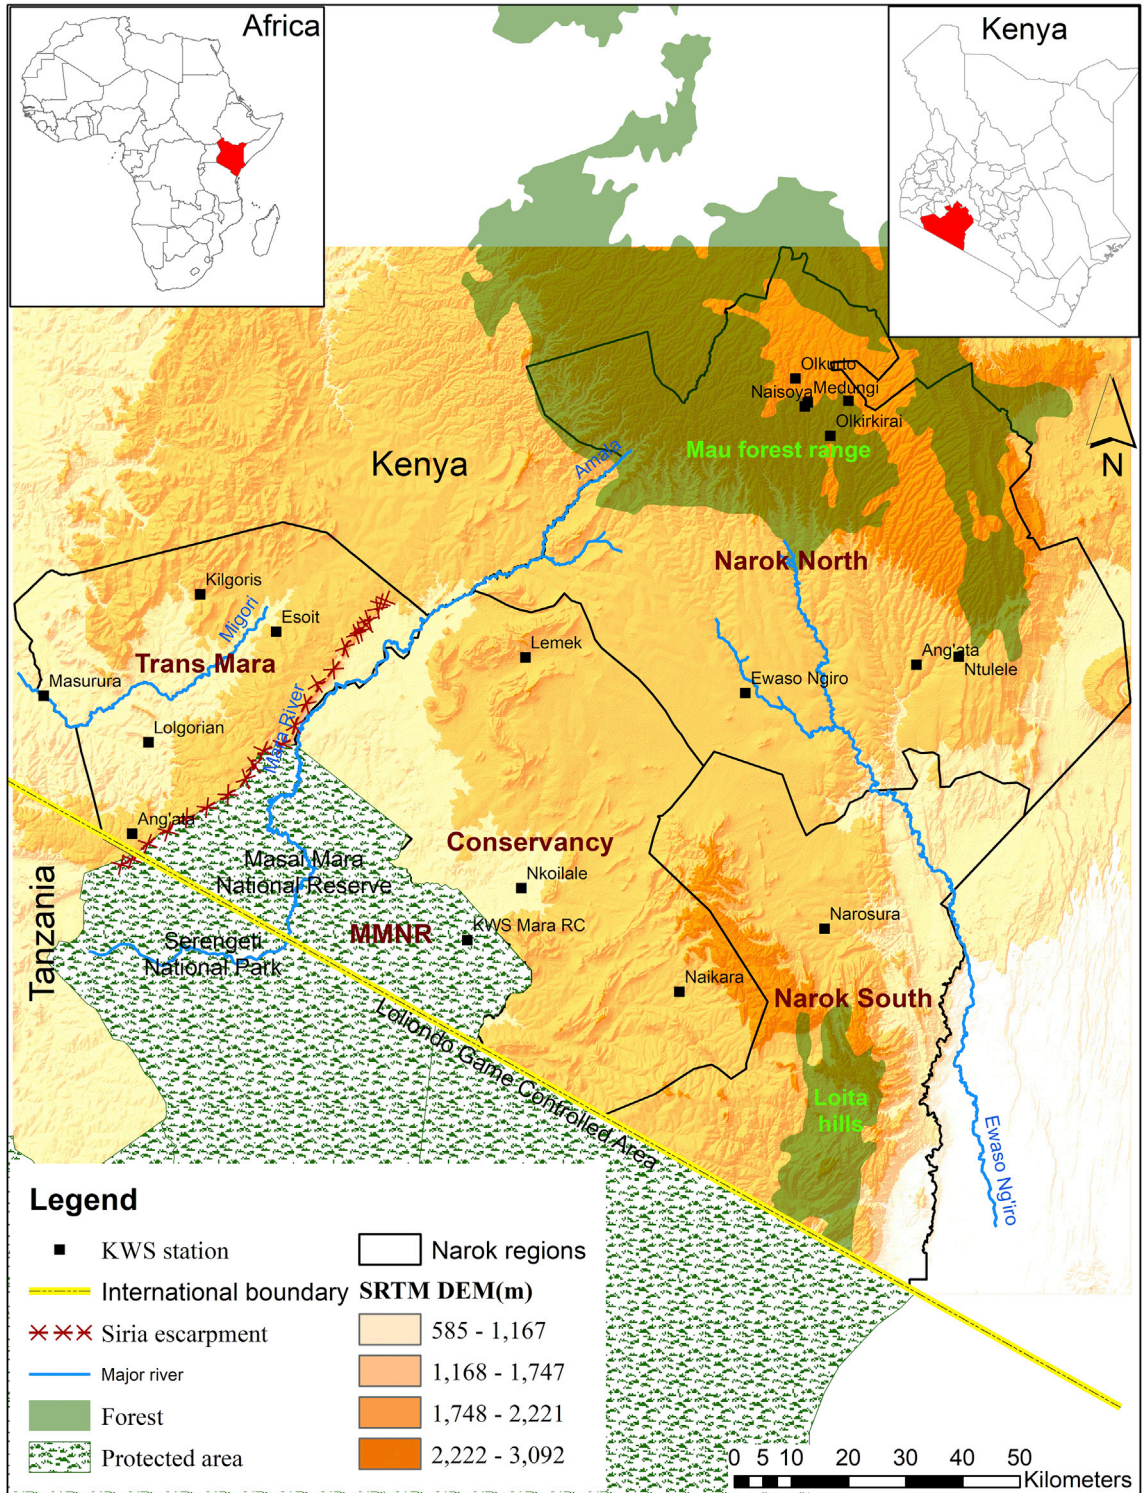 Africa
Kenya
Olkurto
Naisoya
Medungi
Olkirkirai
Mau forest range
Kenya
Amala
N
Narok North
Kilgoris
Migori
Esoit
Trans Mara
Lemek
Ang'ata
Ntulele
Masurura
Ewaso Ngiro
Lolgorian
Mara River
Ang'ata
Conservancy
Masai Mara
National Reserve
Nkoilale
Tanzania
MMNR
KWS Mara RC
Narosura
Serengeti
National Park
Naikara
Narok South
Loliondo Game Controlled Area
Loita
hills
Ewaso Ng'iro
Legend
KWS station
International boundary
Siria escarpment
Major river
Forest
Protected area
Narok regions
SRTM DEM(m)
585 - 1,167
1,168 - 1,747
1,748 - 2,221
2,222 - 3,092
0 5 10 20 30 40 50
Kilometers